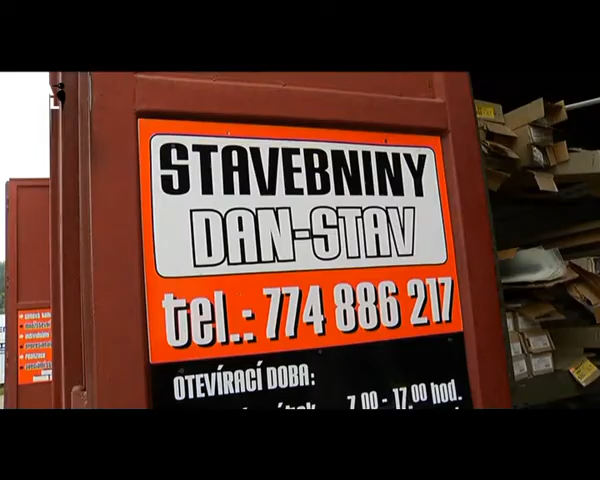 STAVEBNINY
DAN-STAV
tel.: 774 886 217
OTEVÍRACÍ DOBA:
7.00 - 17.00 hod.